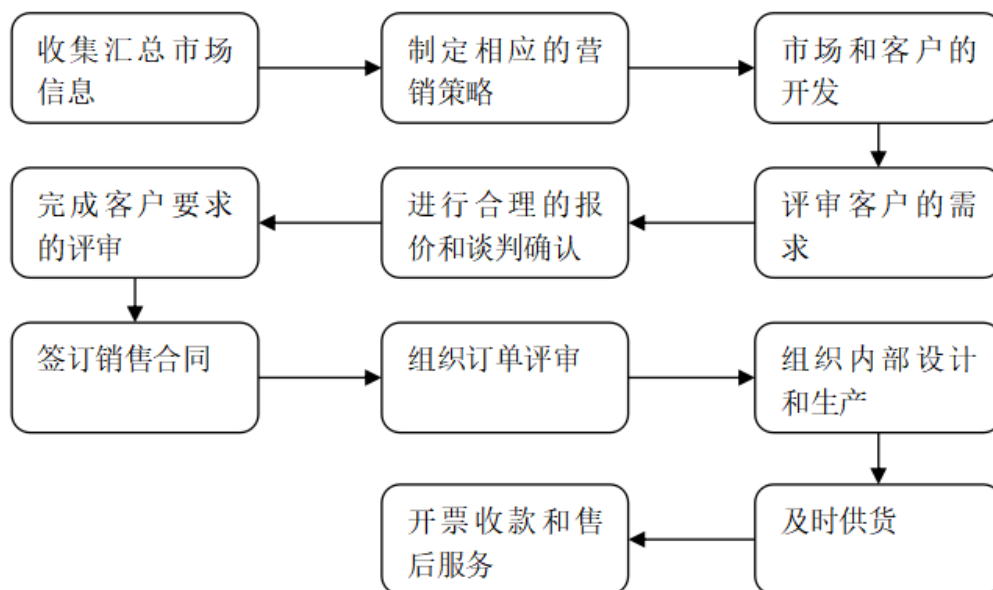 收集汇总市场
信息
制定相应的营
销策略
市场和客户的
开发
评审客户的需
求
进行合理的报
价和谈判确认
完成客户要求
的评审
签订销售合同
组织订单评审
组织内部设计
和生产
及时供货
开票收款和售
后服务